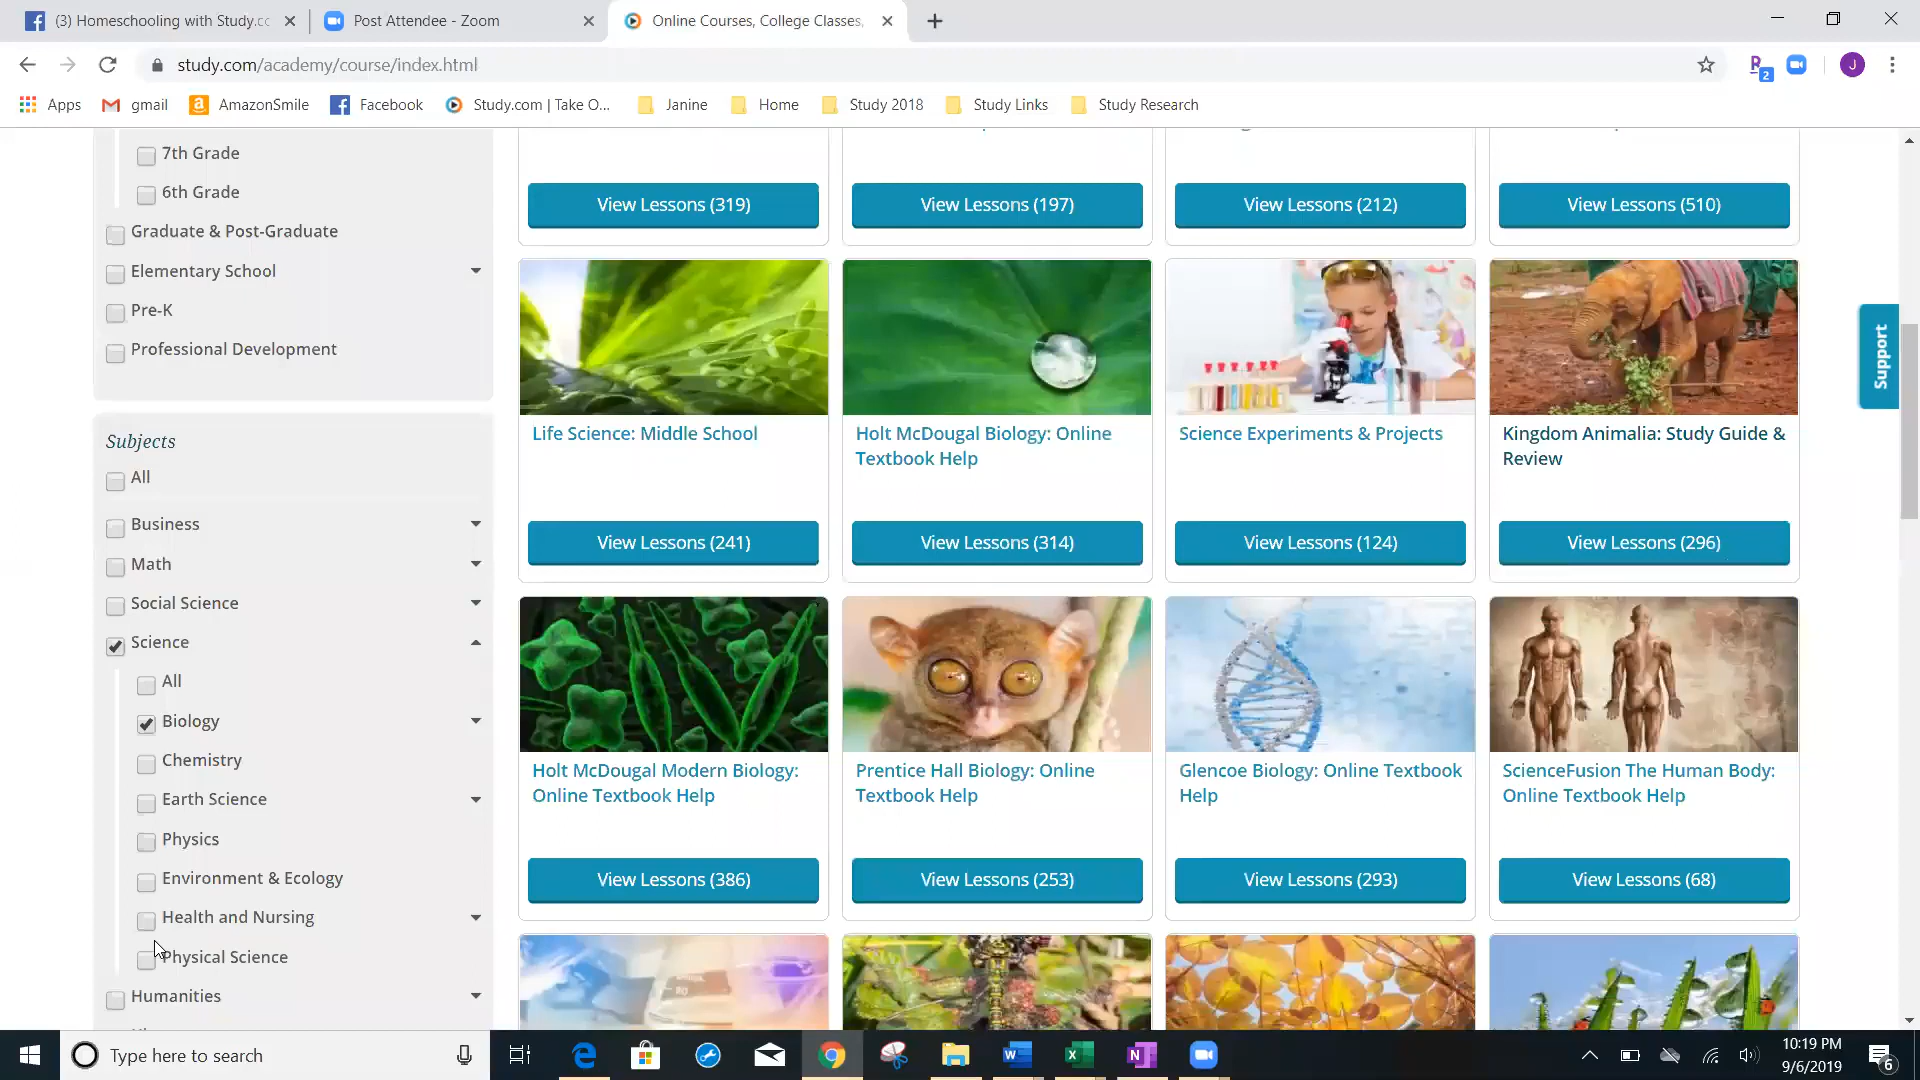 (3) Homeschooling with Study.cc
Post Attendee - Zoom
Online Courses, College Classes,
study.com/academy/course/index.html
2
J
Apps
gmail
AmazonSmile
Facebook
Study.com | Take O...
Janine
Home
Study 2018
Study Links
Study Research
7th Grade
6th Grade
Graduate & Post-Graduate
Elementary School
Pre-K
Professional Development
Subjects
All
Business
Math
Social Science
Science
All
Biology
Chemistry
Earth Science
Physics
Environment & Ecology
Health and Nursing
Physical Science
Humanities
View Lessons (319)
View Lessons (197)
View Lessons (212)
View Lessons (510)
Life Science: Middle School
View Lessons (241)
Holt McDougal Biology: Online
Textbook Help
View Lessons (314)
Science Experiments & Projects
View Lessons (124)
Kingdom Animalia: Study Guide &
Review
View Lessons (296)
Holt McDougal Modern Biology:
Online Textbook Help
View Lessons (386)
Prentice Hall Biology: Online
Textbook Help
View Lessons (253)
Glencoe Biology: Online Textbook
Help
View Lessons (293)
ScienceFusion The Human Body:
Online Textbook Help
View Lessons (68)
Support
Type here to search
10:19 PM
9/6/2019
6